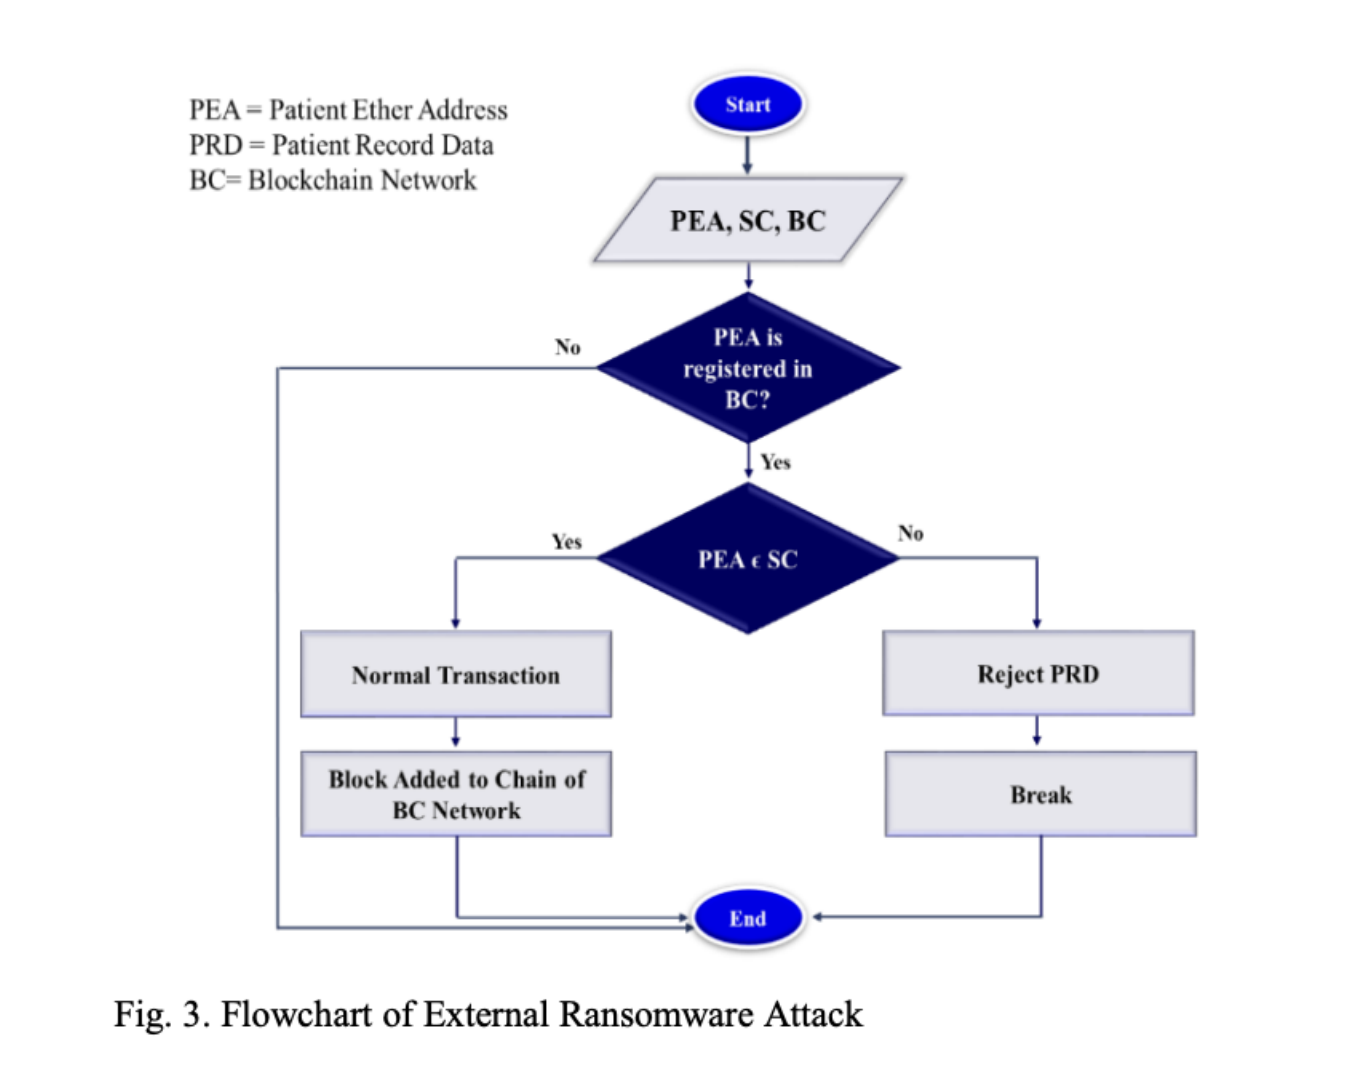 PEA = Patient Ether Address
PRD = Patient Record Data
BC= Blockchain Network
Start
PEA, SC, BC
PEA is
registered in
BC?
No
Yes
PEA ϵ SC
Yes
No
Normal Transaction
Reject PRD
Block Added to Chain of
BC Network
Break
End
Fig. 3. Flowchart of External Ransomware Attack